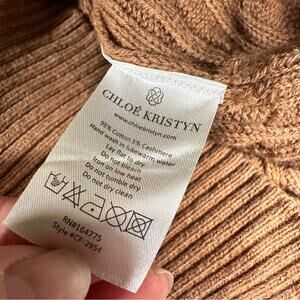 CHLOÉ KRISTYN
www.chloekristyn.com
95% Cotton 5% Cashmere
Hand wash in lukewarm water
Lay flat to dry
Do not bleach
Iron on low heat
Do not tumble dry
Do not dry clean
RN#164775
Style #CF-2954